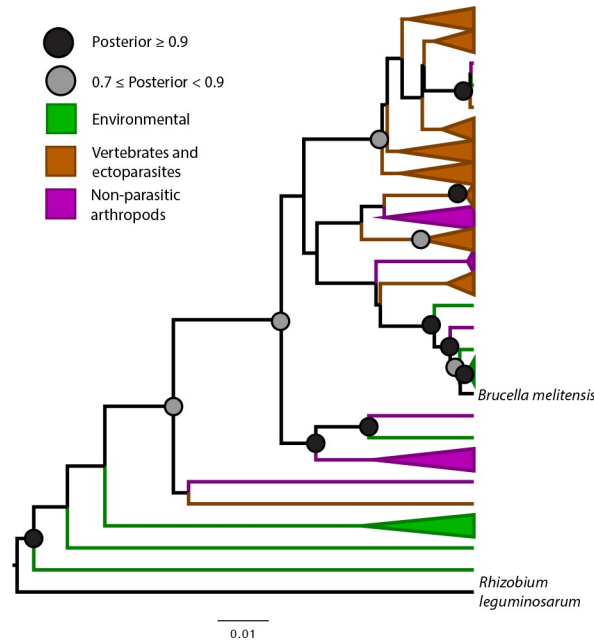 Posterior ≥ 0.9
0.7 ≤ Posterior < 0.9
Environmental
Vertebrates and
ectoparasites
Non-parasitic
arthropods
Brucella melitensis
Rhizobium
leguminosarum
0.01